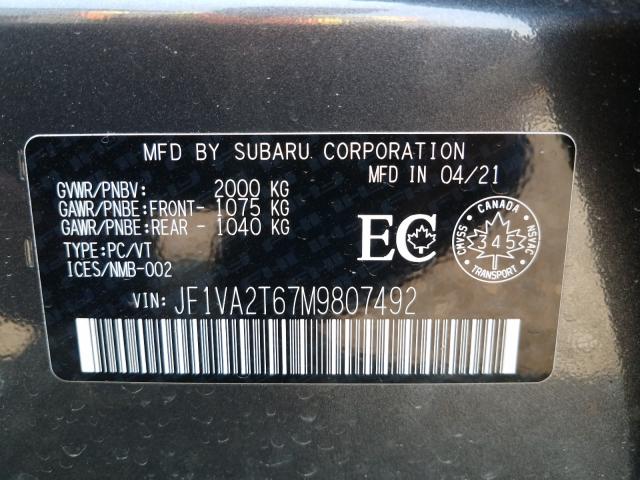 MFD BY SUBARU CORPORATION
GVWR/PNBV: 2000 KG MFD IN 04/21
GAWR/PNBE:FRONT- 1075 KG
GAWR/PNBE:REAR - 1040 KG
TYPE:PC/VT
ICES/NMB-002
EC
CANADA
CMVSS 345 NSVAC
TRANSPORT
VIN: JF1VA2T67M9807492